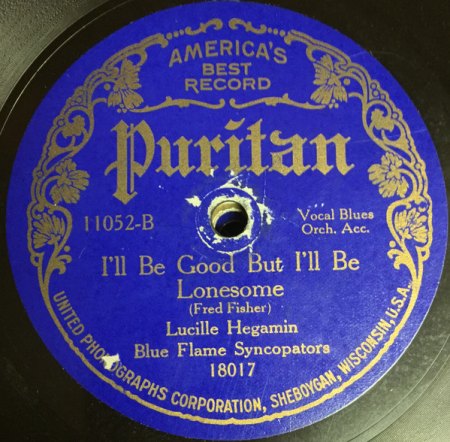 AMERICA'S
BEST
RECORD
Puritan
11052-B
Vocal Blues
Orch. Acc.
I'll Be Good But I'll Be
Lonesome
(Fred Fisher)
Lucille Hegamin
Blue Flame Syncopators
18017
UNITED PHONOGRAPHS CORPORATION, SHEBOYGAN, WISCONSIN, U.S.A.